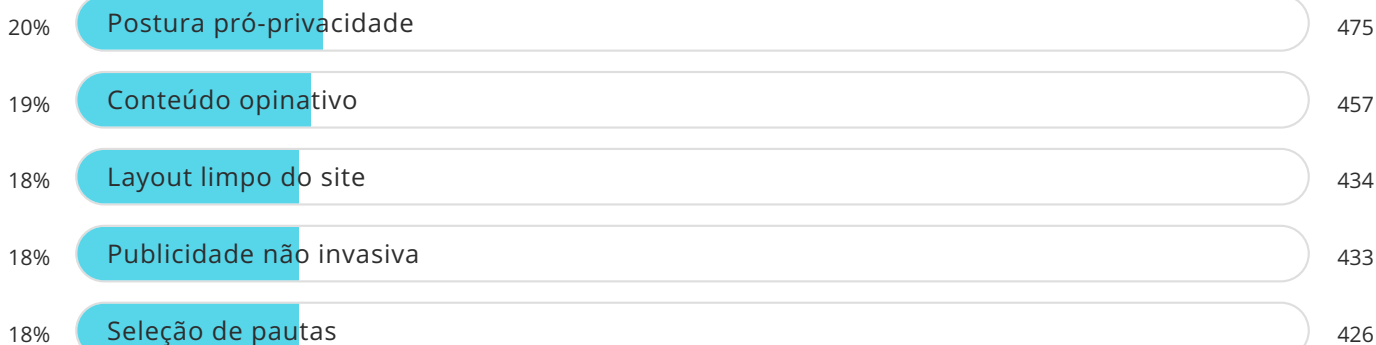 20% Postura pró-privacidade 475
19% Conteúdo opinativo 457
18% Layout limpo do site 434
18% Publicidade não invasiva 433
18% Seleção de pautas 426